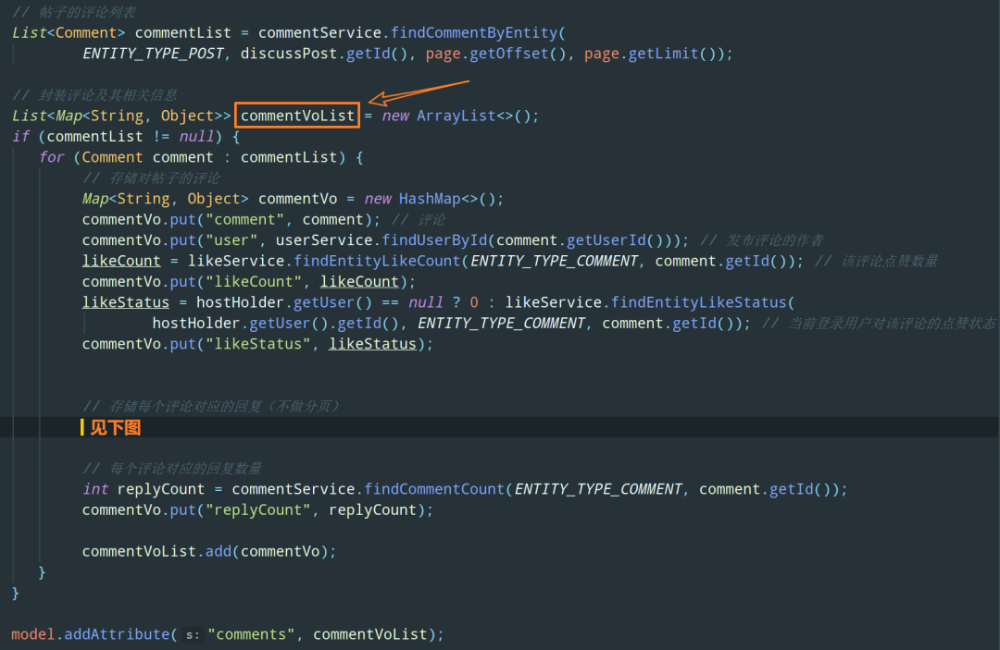 // 帖子的评论列表
List<Comment> commentList = commentService.findCommentByEntity(
ENTITY_TYPE_POST, discussPost.getId(), page.getOffset(), page.getLimit());
// 封装评论及其相关信息
List<Map<String, Object>> commentVoList = new ArrayList<>();
if (commentList != null) {
for (Comment comment : commentList) {
// 存储对帖子的评论
Map<String, Object> commentVo = new HashMap<>();
commentVo.put("comment", comment); // 评论
commentVo.put("user", userService.findUserById(comment.getUserId())); // 发布评论的作者
likeCount = likeService.findEntityLikeCount(ENTITY_TYPE_COMMENT, comment.getId()); // 该评论点赞数量
commentVo.put("likeCount", likeCount);
likeStatus = hostHolder.getUser() == null ? 0 : likeService.findEntityLikeStatus(
hostHolder.getUser().getId(), ENTITY_TYPE_COMMENT, comment.getId()); // 当前登录用户对该评论的点赞状态
commentVo.put("likeStatus", likeStatus);
// 存储每个评论对应的回复（不做分页）
见下图
// 每个评论对应的回复数量
int replyCount = commentService.findCommentCount(ENTITY_TYPE_COMMENT, comment.getId());
commentVo.put("replyCount", replyCount);
commentVoList.add(commentVo);
}
}
model.addAttribute( s: "comments", commentVoList);